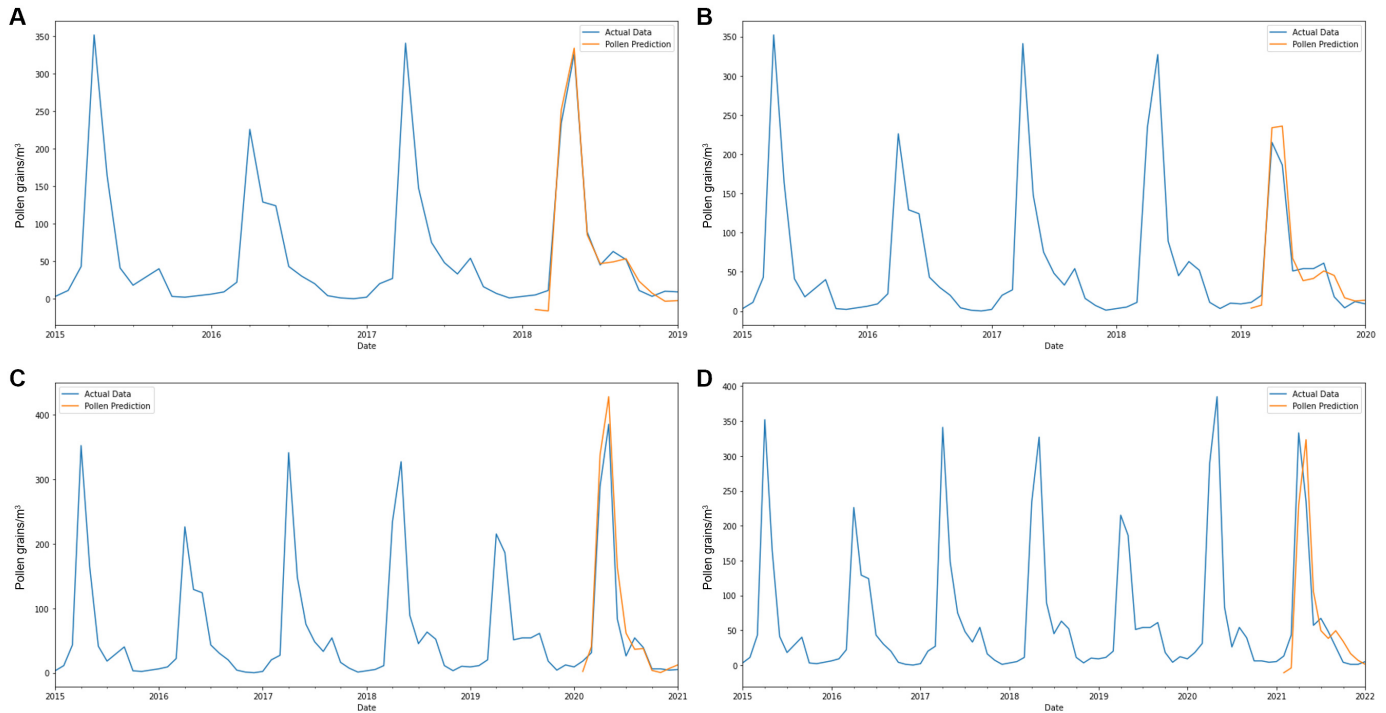 A
Actual Data
Pollen Prediction
350
300
250
200
150
100
50
0
Pollen grains/m³
2015
2016
2017
2018
2019
Date
B
Actual Data
Pollen Prediction
350
300
250
200
150
100
50
0
Pollen grains/m³
2015
2016
2017
2018
2019
2020
Date
C
Actual Data
Pollen Prediction
400
300
200
100
0
Pollen grains/m³
2015
2016
2017
2018
2019
2020
2021
Date
D
Actual Data
Pollen Prediction
400
350
300
250
200
150
100
50
0
Pollen grains/m³
2015
2016
2017
2018
2019
2020
2021
2022
Date